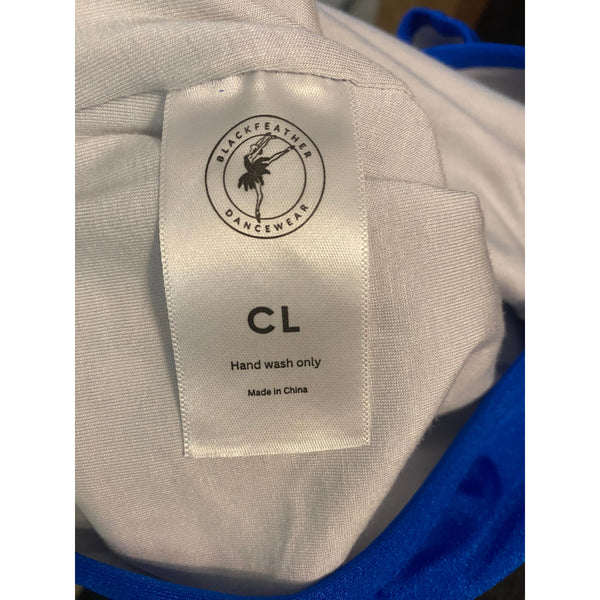 BLACKFEATHER
DANCEWEAR
CL
Hand wash only
Made in China